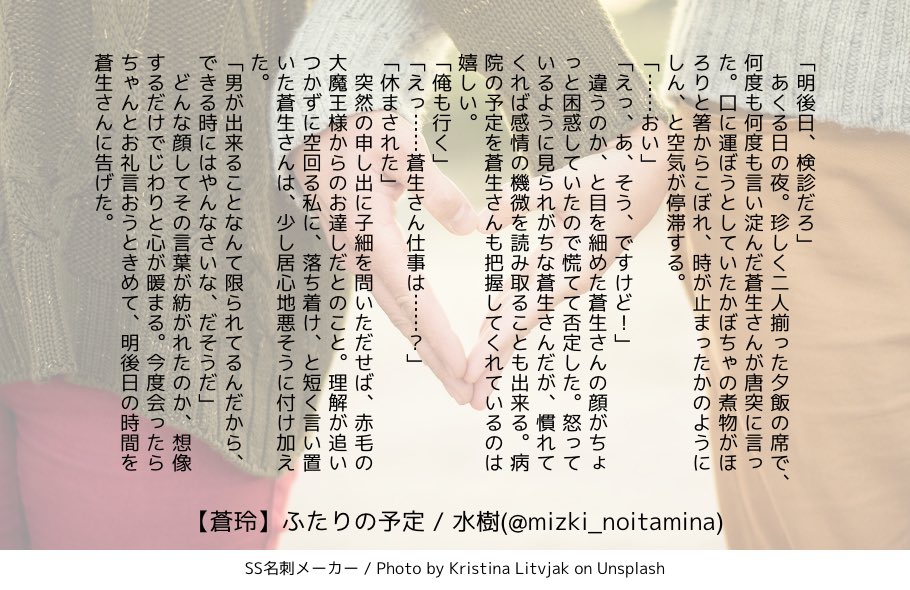 「明後日、検診だろ」
　あくる日の夜。珍しく二人揃った夕飯の席で、
何度も何度も言い淀んだ蒼生さんが唐突に言っ
た。口に運ぼうとしていたかぼちゃの煮物がほ
ろりと箸からこぼれ、時が止まったかのように
しん、と空気が停滞する。
「……おい」
「えっ、あ、そう、ですけど！」
　違うのか、と目を細めた蒼生さんの顔がちょ
っと困惑していたので慌てて否定した。怒って
いるように見られがちな蒼生さんだが、慣れて
くれば感情の機微を読み取ることも出来る。病
院の予定を蒼生さんも把握してくれているのは
嬉しい。
「俺も行く」
「えっ……蒼生さん仕事は……？」
「休まされた」
　突然の申し出に子細を問いただせば、赤毛の
大魔王様からのお達しだとのこと。理解が追い
つかずに空回る私に、落ち着け、と短く言い置
いた蒼生さんは、少し居心地悪そうに付け加え
た。
「男が出来ることなんて限られてるんだから、
できる時にはやんなさいな、だそうだ」
　どんな顔してその言葉が紡がれたのか、想像
するだけでじわりと心が暖まる。今度会ったら
ちゃんとお礼言おうときめて、明後日の時間を
蒼生さんに告げた。
【蒼玲】ふたりの予定 / 水樹(@mizki_noitamina)
SS名刺メーカー / Photo by Kristina Litvjak on Unsplash